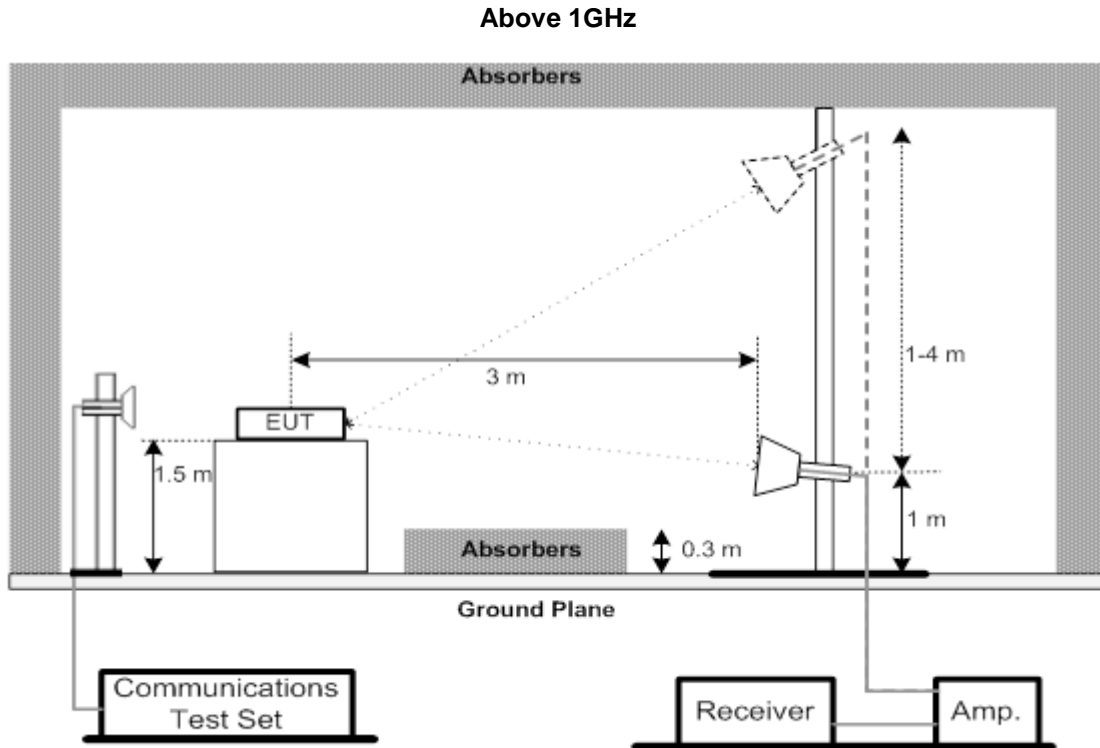 Above 1GHz
Absorbers
1-4 m
3 m
EUT
1.5 m
1 m
Absorbers
0.3 m
Ground Plane
Communications
Test Set
Receiver
Amp.